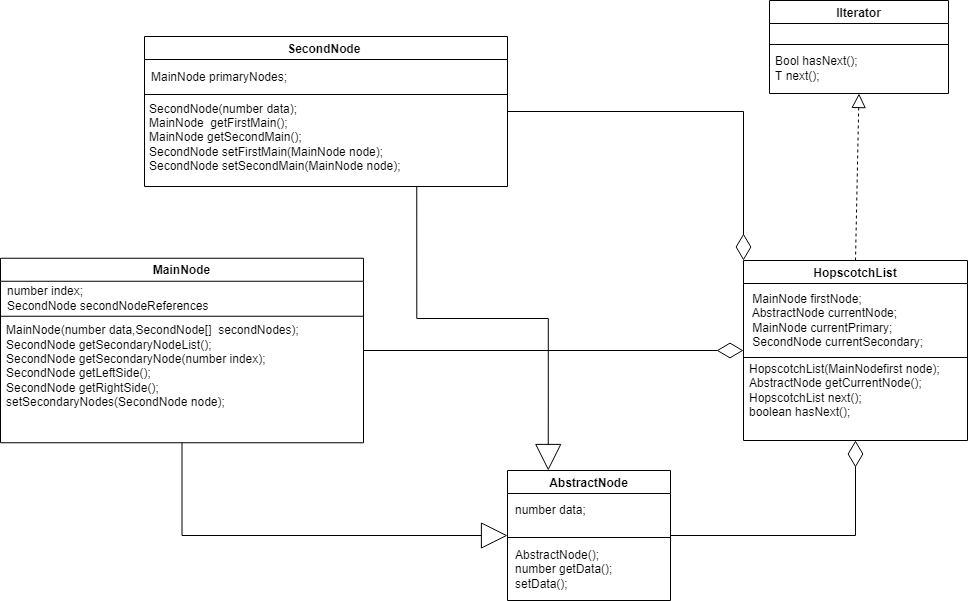 IIterator
Bool hasNext();
T next();
SecondNode
MainNode primaryNodes;
SecondNode(number data);
MainNode  getFirstMain();
MainNode getSecondMain();
SecondNode setFirstMain(MainNode node);
SecondNode setSecondMain(MainNode node);
MainNode
number index;
SecondNode secondNodeReferences
MainNode(number data,SecondNode[]  secondNodes);
SecondNode getSecondaryNodeList();
SecondNode getSecondaryNode(number index);
SecondNode getLeftSide();
SecondNode getRightSide();
setSecondaryNodes(SecondNode node);
HopscotchList
MainNode firstNode;
AbstractNode currentNode;
MainNode currentPrimary;
SecondNode currentSecondary;
HopscotchList(MainNodefirst node);
AbstractNode getCurrentNode();
HopscotchList next();
boolean hasNext();
AbstractNode
number data;
AbstractNode();
number getData();
setData();